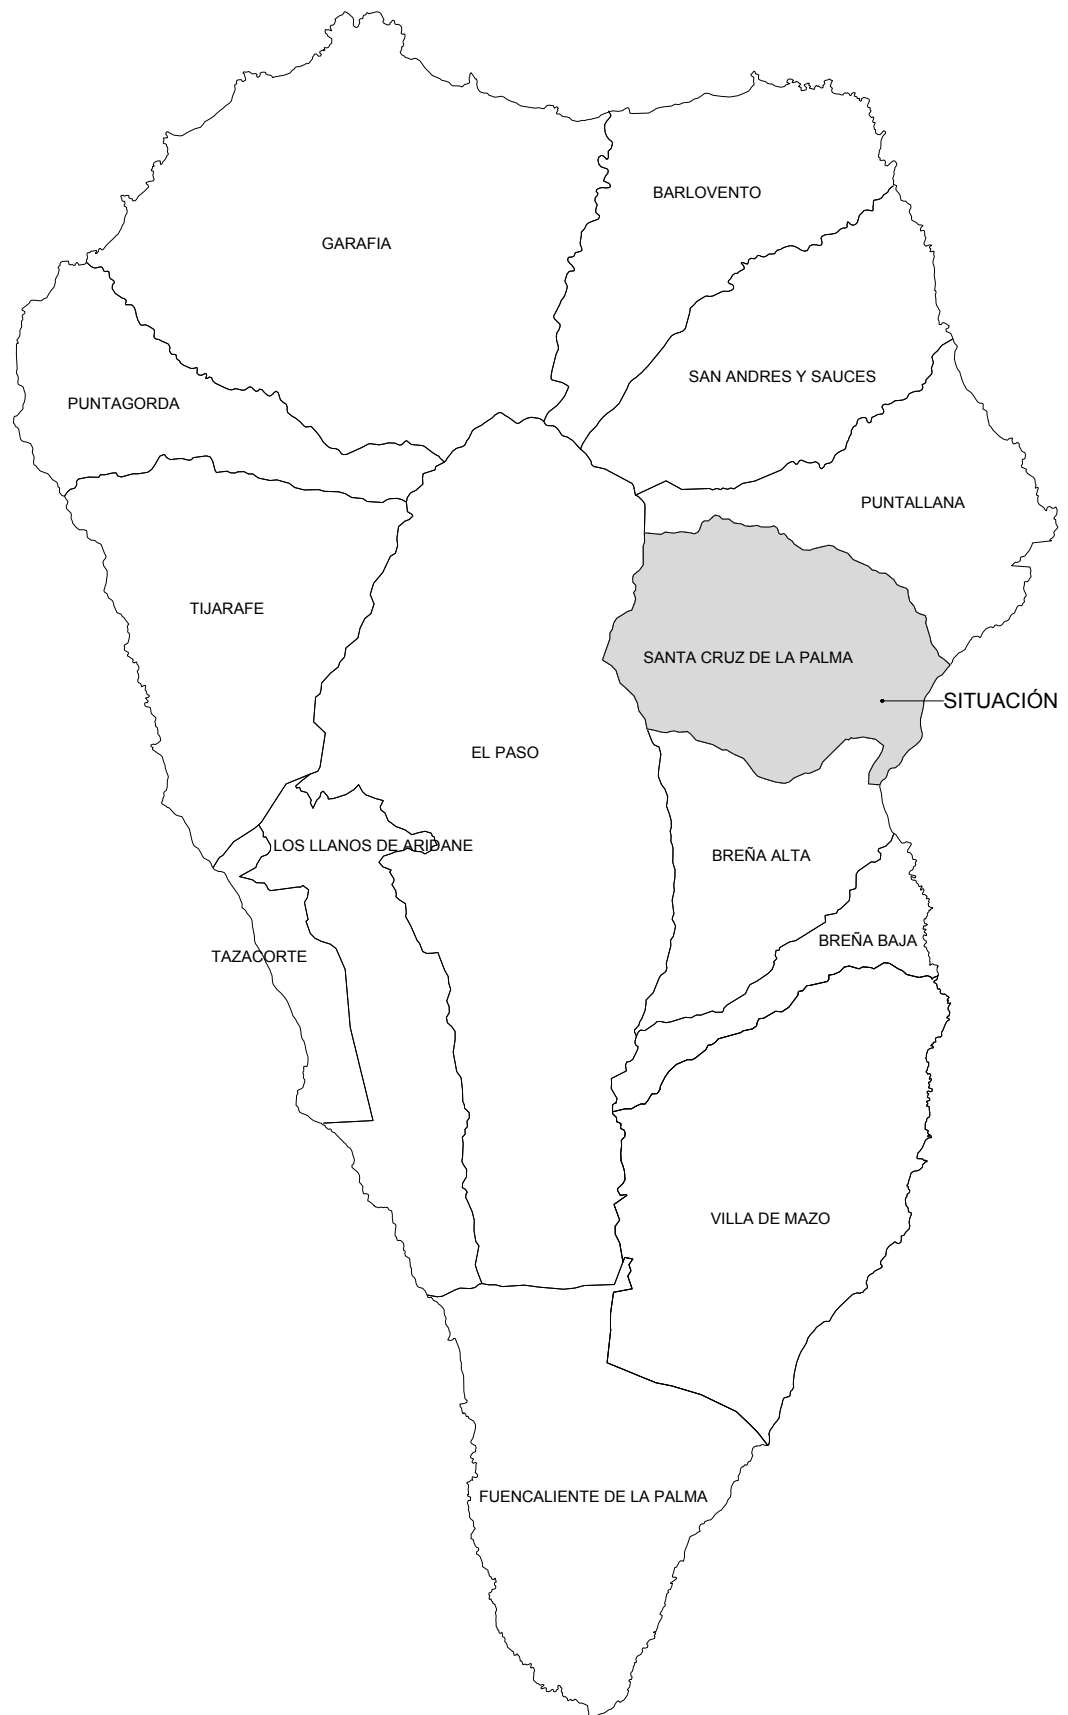 BARLOVENTO
GARAFIA
SAN ANDRES Y SAUCES
PUNTAGORDA
PUNTALLANA
TIJARAFE
SANTA CRUZ DE LA PALMA
SITUACIÓN
EL PASO
LOS LLANOS DE ARIDANE
BREÑA ALTA
BREÑA BAJA
TAZACORTE
VILLA DE MAZO
FUENCALIENTE DE LA PALMA